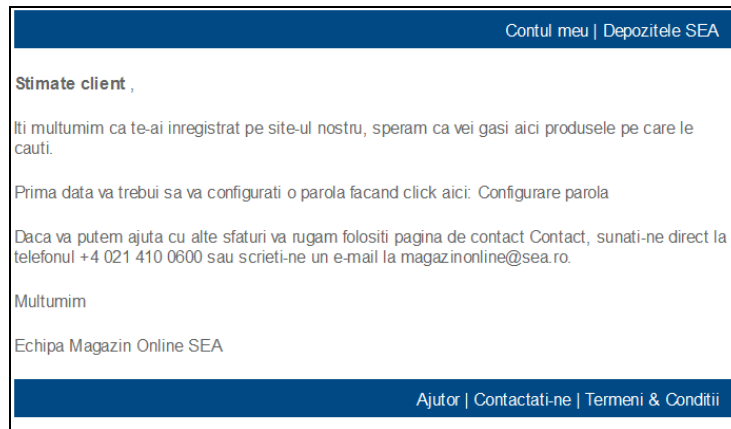 Contul meu | Depozitele SEA
Stimate client ,
Iti multumim ca te-ai inregistrat pe site-ul nostru, speram ca vei gasi aici produsele pe care le
cauti.
Prima data va trebui sa va configurati o parola facand click aici: Configurare parola
Daca va putem ajuta cu alte sfaturi va rugam folositi pagina de contact Contact, sunati-ne direct la
telefonul +4 021 410 0600 sau scrieti-ne un e-mail la magazinonline@sea.ro.
Multumim
Echipa Magazin Online SEA
Ajutor | Contactati-ne | Termeni & Conditii